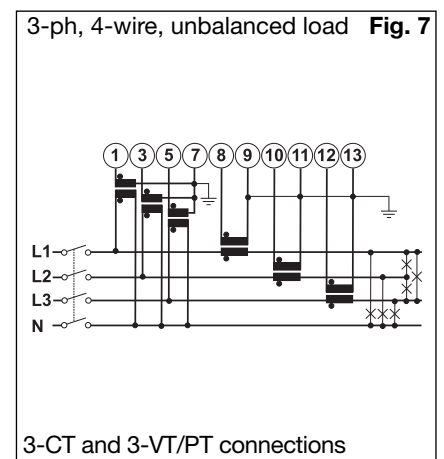 3-ph, 4-wire, unbalanced load Fig. 7
1 3 5 7 8 9 10 11 12 13
L1
L2
L3
N
3-CT and 3-VT/PT connections